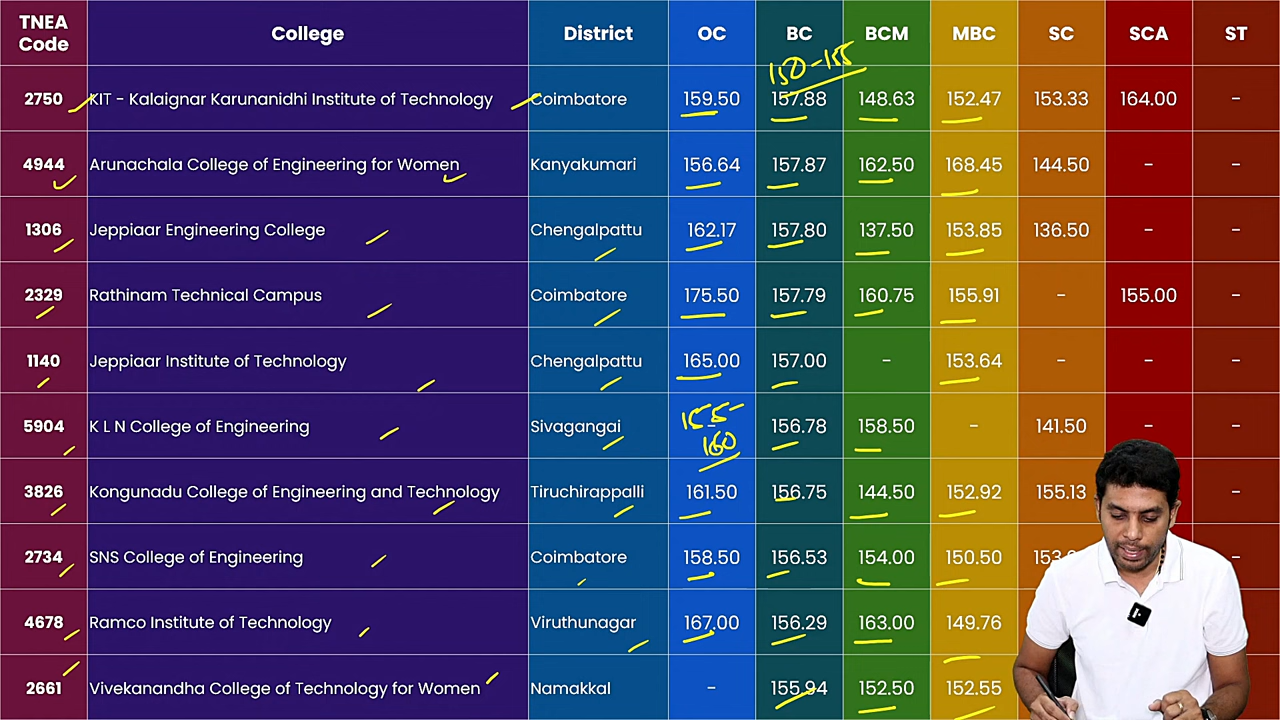 TNEA Code College District OC BC BCM MBC SC SCA ST
150-155
2750 KIT - Kalaignar Karunanidhi Institute of Technology Coimbatore 159.50 157.88 148.63 152.47 153.33 164.00 -
4944 Arunachala College of Engineering for Women Kanyakumari 156.64 157.87 162.50 168.45 144.50 - -
1306 Jeppiaar Engineering College Chengalpattu 162.17 157.80 137.50 153.85 136.50 - -
2329 Rathinam Technical Campus Coimbatore 175.50 157.79 160.75 155.91 - 155.00 -
1140 Jeppiaar Institute of Technology Chengalpattu 165.00 157.00 - 153.64 - - -
155-
160
5904 K L N College of Engineering Sivagangai 156.78 158.50 - 141.50 - -
3826 Kongunadu College of Engineering and Technology Tiruchirappalli 161.50 156.75 144.50 152.92 155.13 -
2734 SNS College of Engineering Coimbatore 158.50 156.53 154.00 150.50 -
4678 Ramco Institute of Technology Viruthunagar 167.00 156.29 163.00 149.76 -
2661 Vivekanandha College of Technology for Women Namakkal - 155.94 152.50 152.55